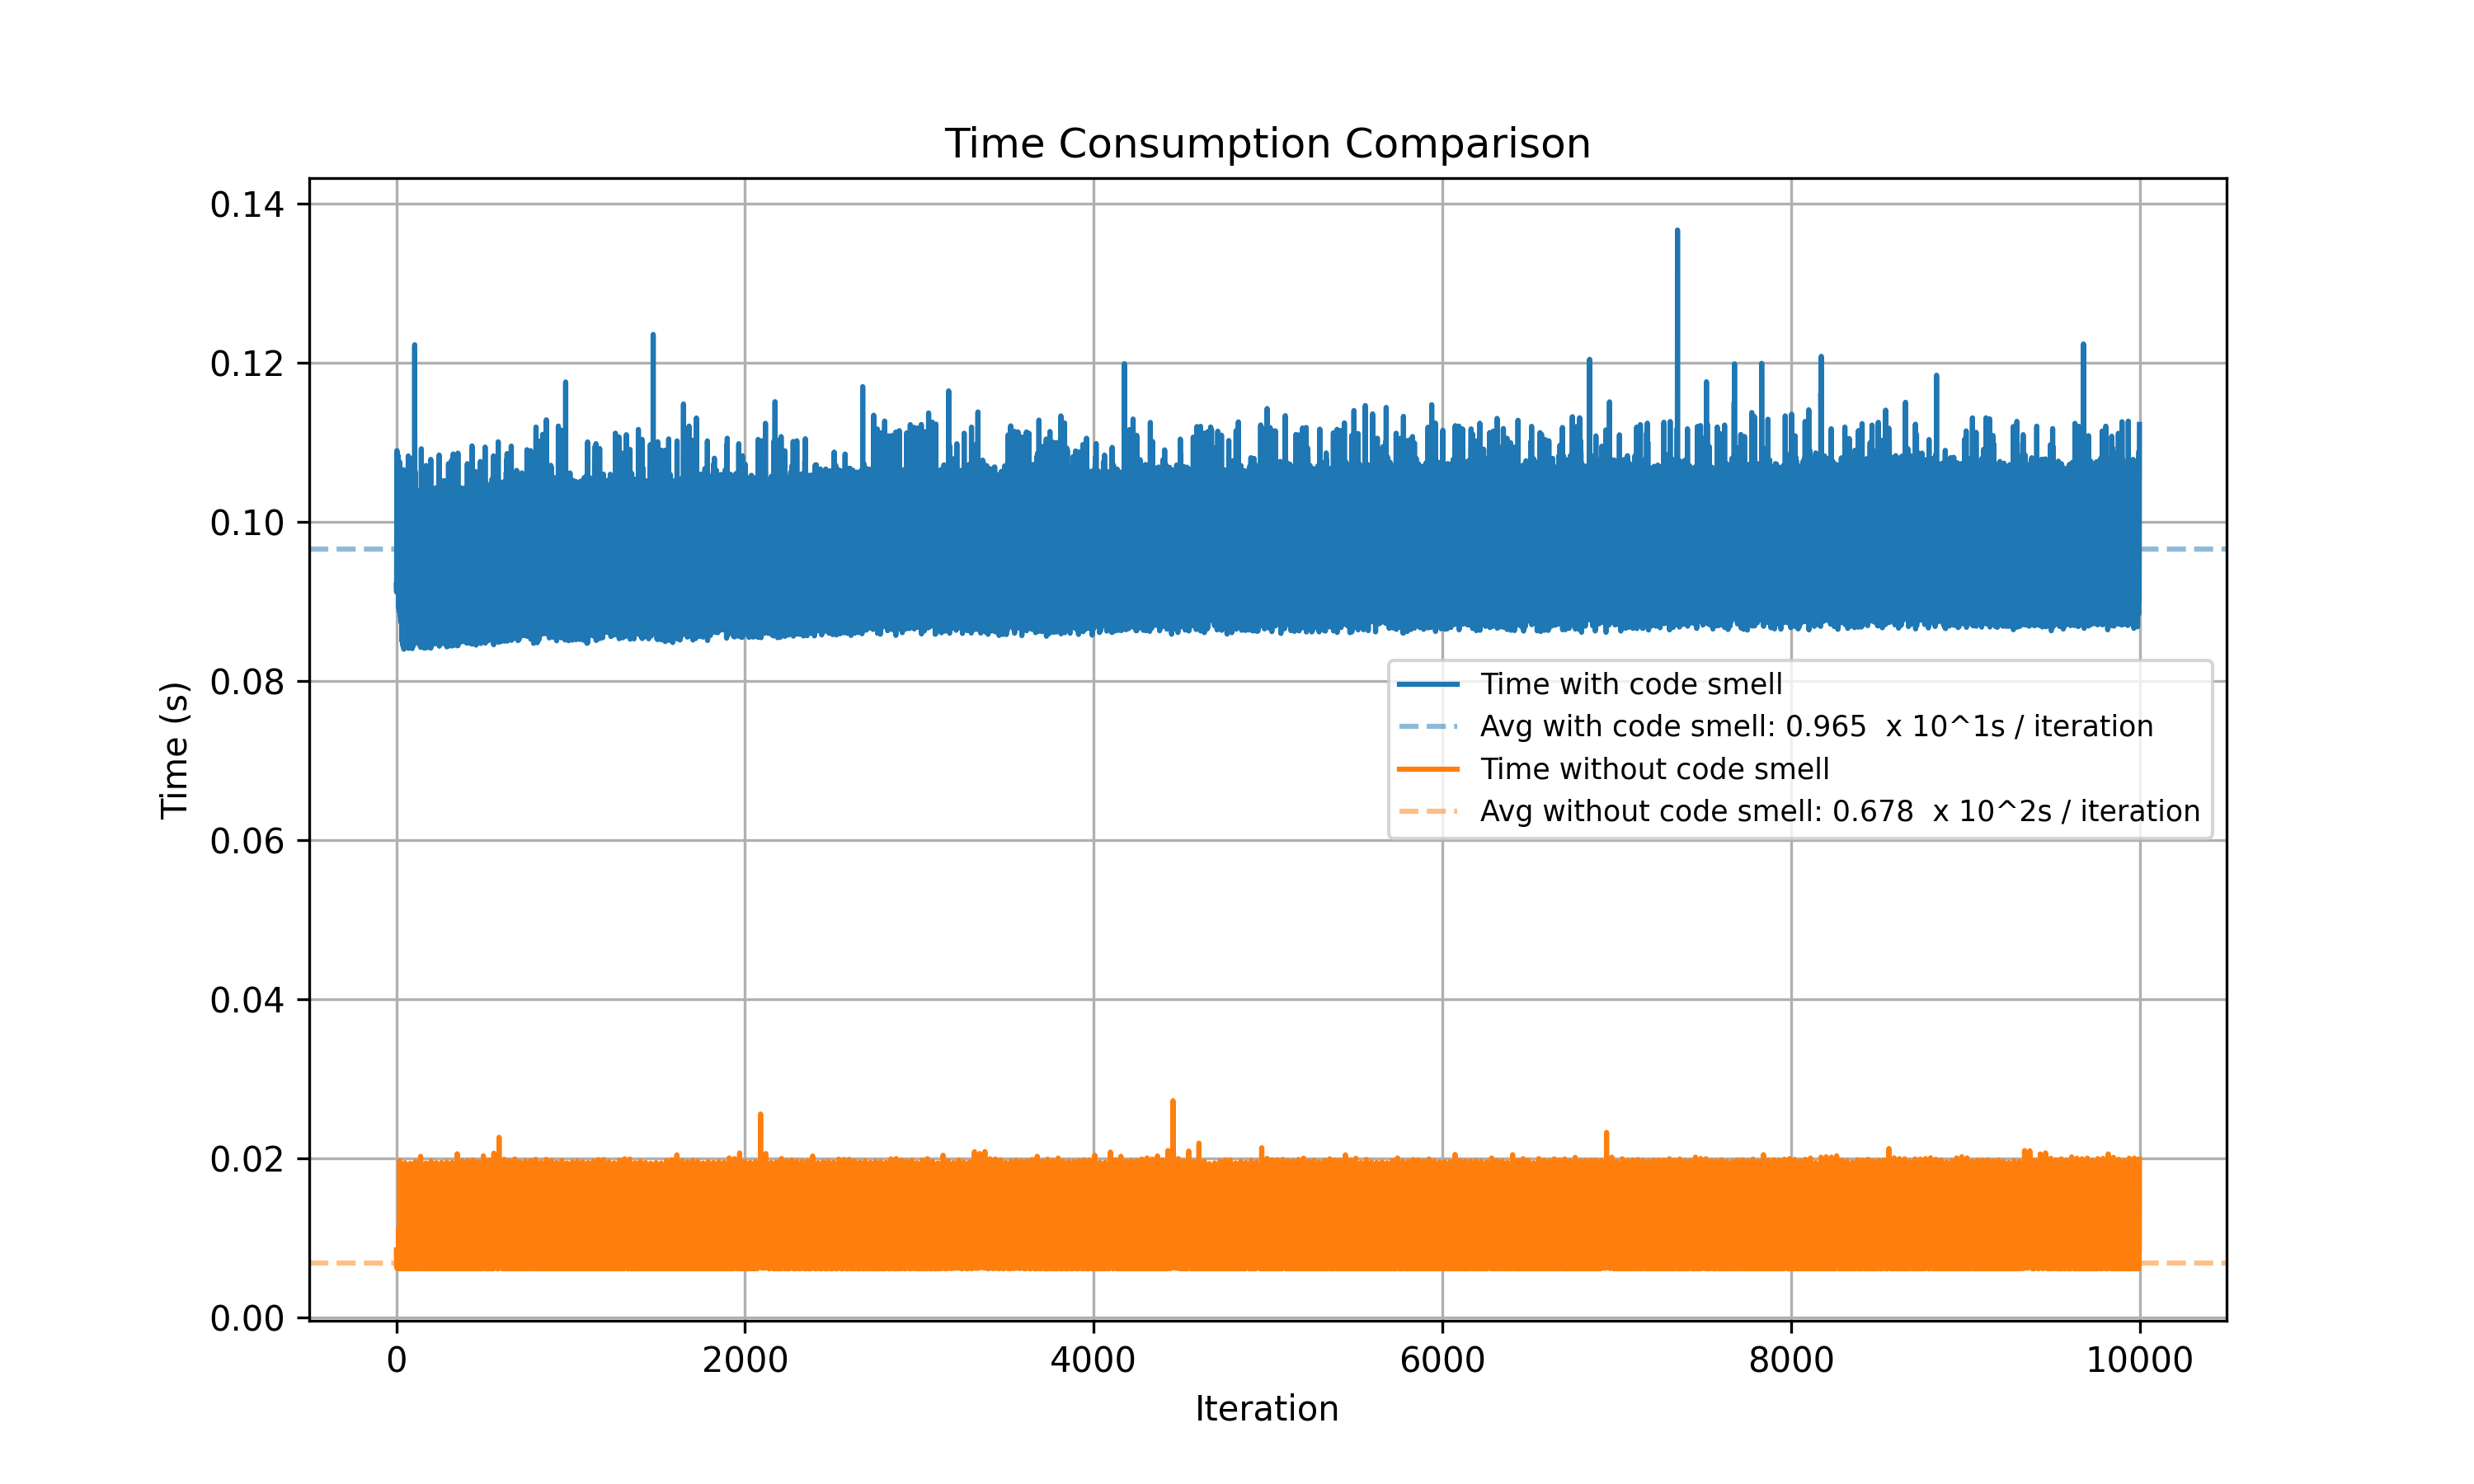 Time Consumption Comparison
0.14
0.12
0.10
0.08
0.06
0.04
0.02
0.00
Time (s)
Time with code smell
Avg with code smell: 0.965  x 10^1s / iteration
Time without code smell
Avg without code smell: 0.678  x 10^2s / iteration
0 2000 4000 6000 8000 10000
Iteration